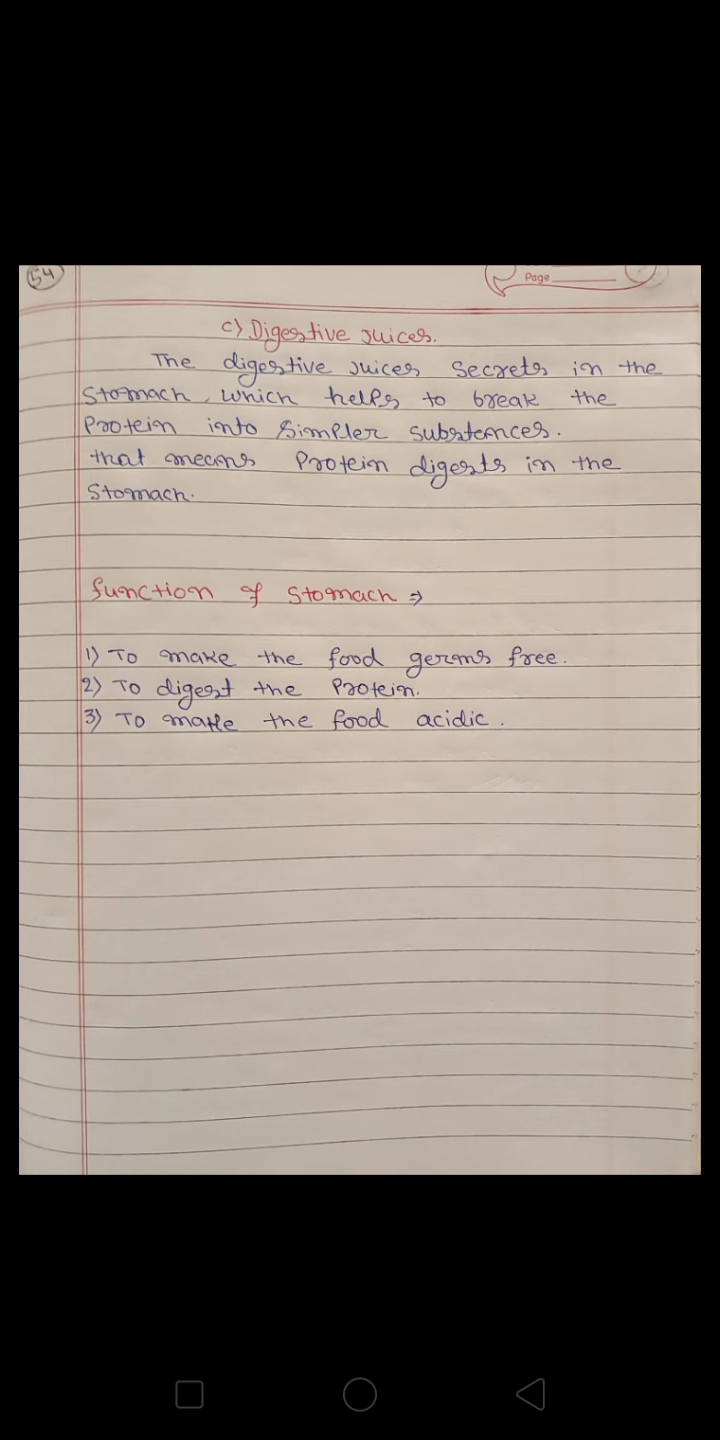 54
Page
c) Digestive Juices.
The digestive juices secrets in the
Stomach, which helps to break the
Protein into simpler substances.
that means Protein digests in the
Stomach.
function of stomach ⇒
1) To make the food germs free.
2) To digest the Protein.
3) To make the food acidic.